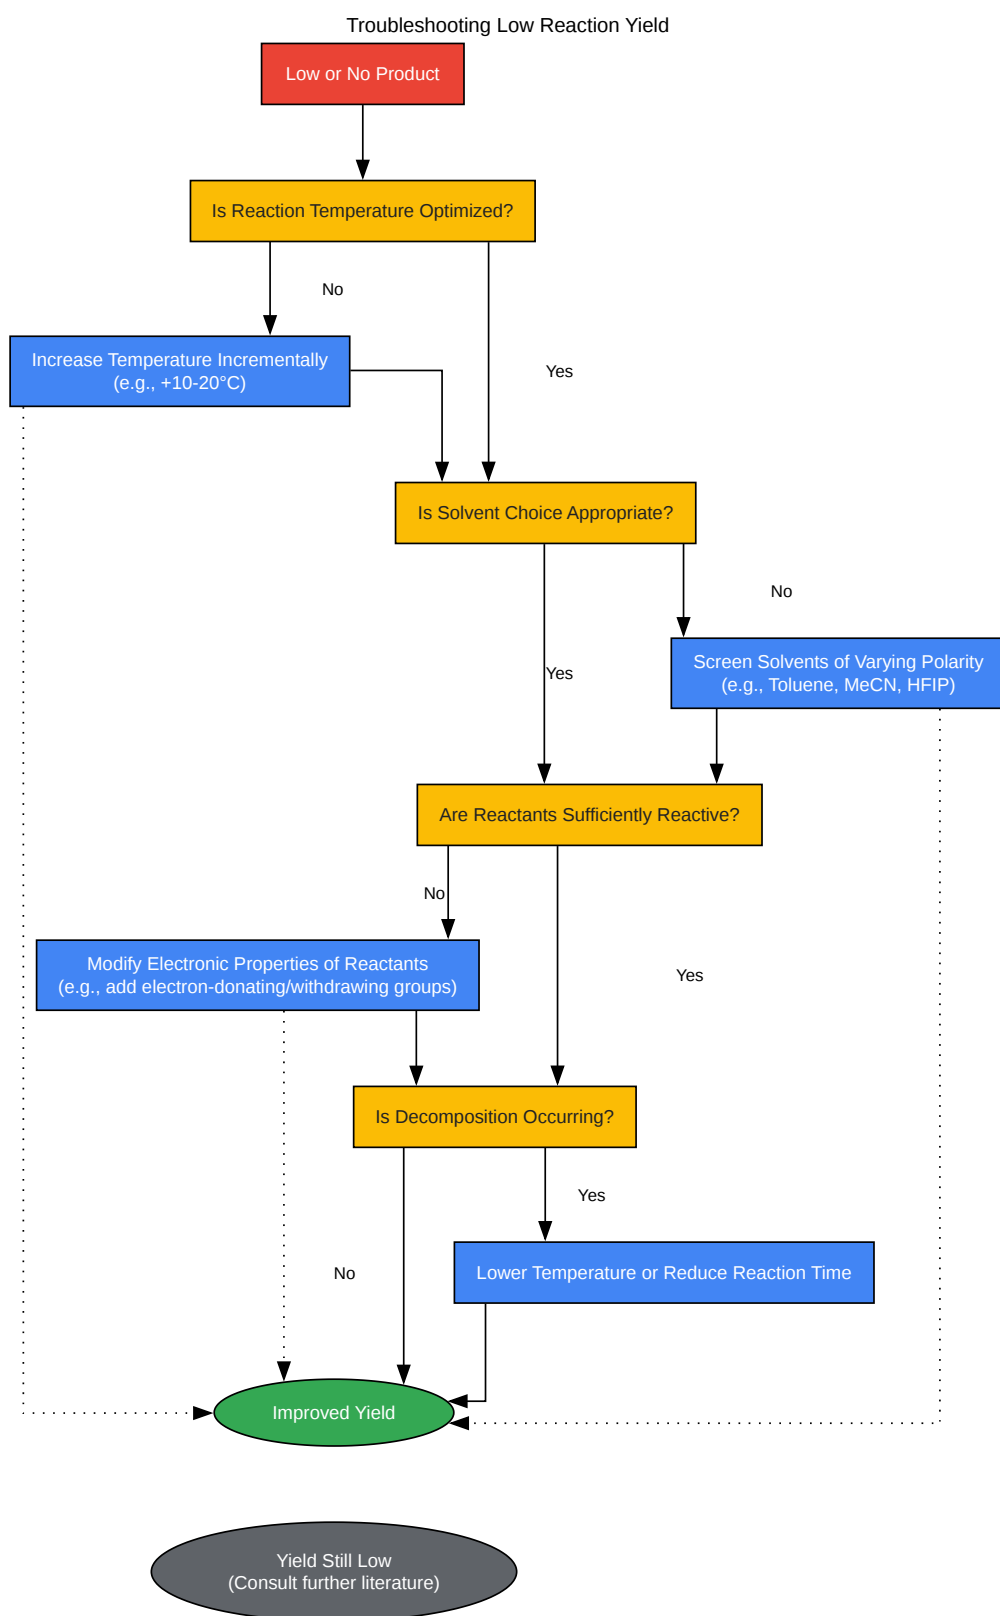 Troubleshooting Low Reaction Yield
Low or No Product
Is Reaction Temperature Optimized?
No
Increase Temperature Incrementally
(e.g., +10-20°C)
Yes
Is Solvent Choice Appropriate?
No
Screen Solvents of Varying Polarity
(e.g., Toluene, MeCN, HFIP)
Yes
Are Reactants Sufficiently Reactive?
No
Modify Electronic Properties of Reactants
(e.g., add electron-donating/withdrawing groups)
Yes
Is Decomposition Occurring?
Yes
Lower Temperature or Reduce Reaction Time
No
Improved Yield
Yield Still Low
(Consult further literature)